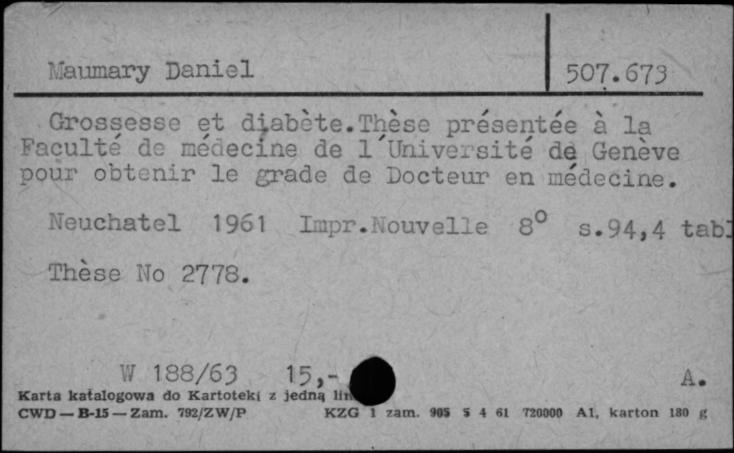 Maumary Daniel 507.673
Grossesse et diabète.Thèse présentée à la
Faculté de médecine de l'Université de Genève
pour obtenir le grade de Docteur en médecine.
Neuchatel 1961 Impr.Nouvelle 8° s.94,4 tabl
Thèse No 2778.
W 188/63 15,- A.
Karta katalogowa do Kartoteki z jedną
CWD — B-15 — Zam. 792/ZW/P KZG 1 zam. 905 S 4 61 720000 A1, karton 180 g